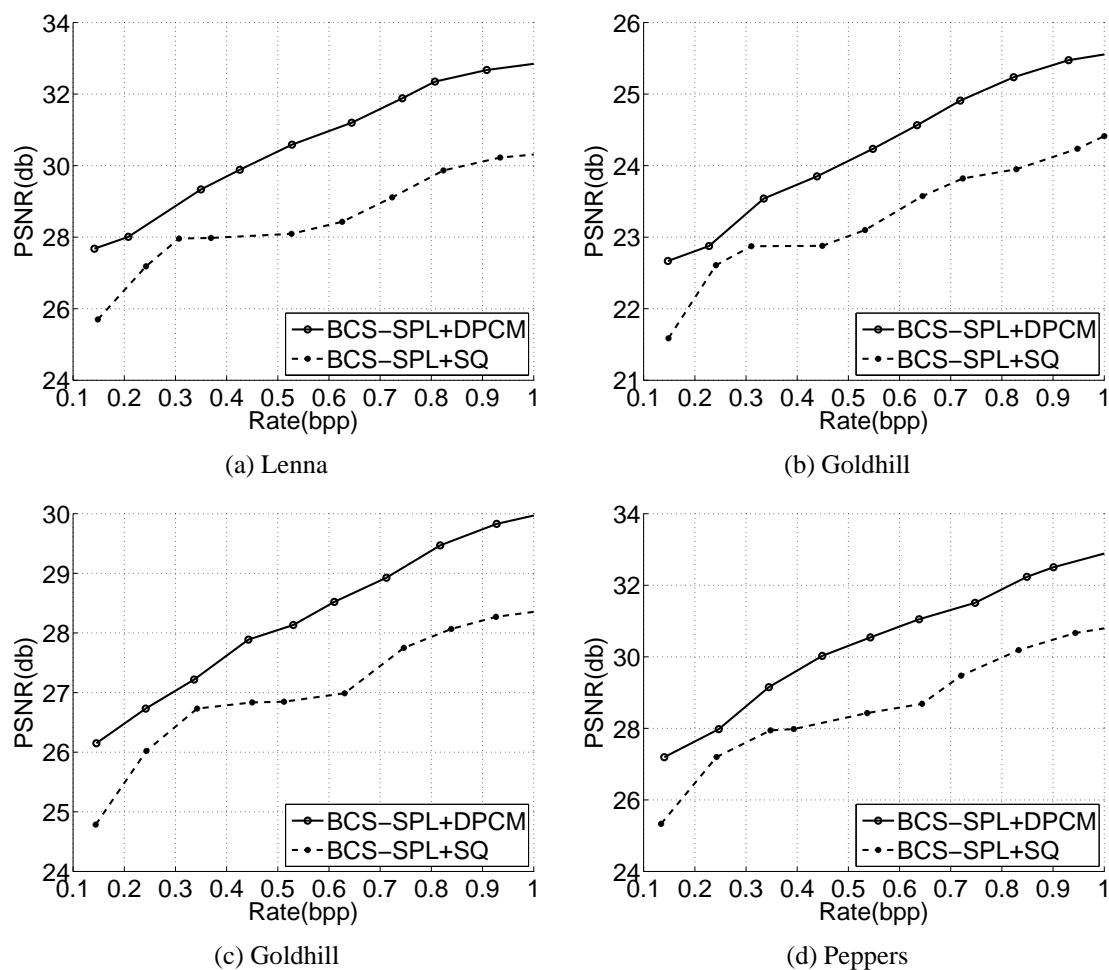 34
32
30
28
26
24
PSNR(db)
BCS-SPL+DPCM
BCS-SPL+SQ
0.1 0.2 0.3 0.4 0.5 0.6 0.7 0.8 0.9 1
Rate(bpp)
(a) Lenna
26
25
24
23
22
21
PSNR(db)
BCS-SPL+DPCM
BCS-SPL+SQ
0.1 0.2 0.3 0.4 0.5 0.6 0.7 0.8 0.9 1
Rate(bpp)
(b) Goldhill
30
29
28
27
26
25
24
PSNR(db)
BCS-SPL+DPCM
BCS-SPL+SQ
0.1 0.2 0.3 0.4 0.5 0.6 0.7 0.8 0.9 1
Rate(bpp)
(c) Goldhill
34
32
30
28
26
24
PSNR(db)
BCS-SPL+DPCM
BCS-SPL+SQ
0.1 0.2 0.3 0.4 0.5 0.6 0.7 0.8 0.9 1
Rate(bpp)
(d) Peppers